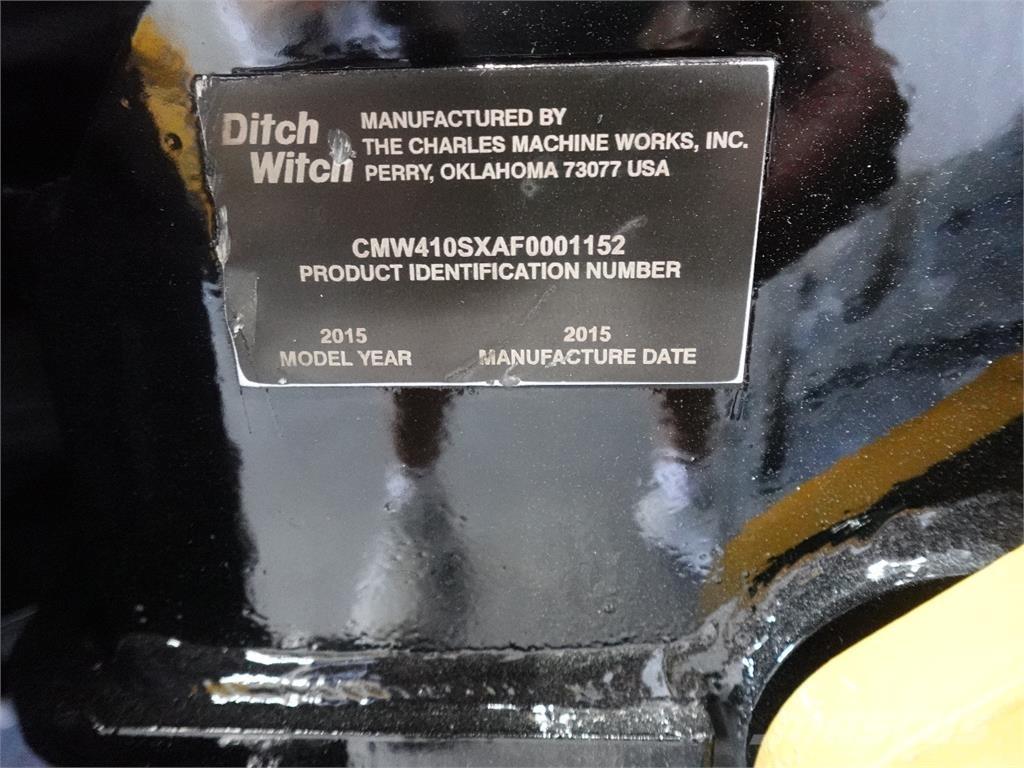 Ditch Witch
MANUFACTURED BY
THE CHARLES MACHINE WORKS, INC.
PERRY, OKLAHOMA 73077 USA
CMW410SXAF0001152
PRODUCT IDENTIFICATION NUMBER
2015
MODEL YEAR
2015
MANUFACTURE DATE